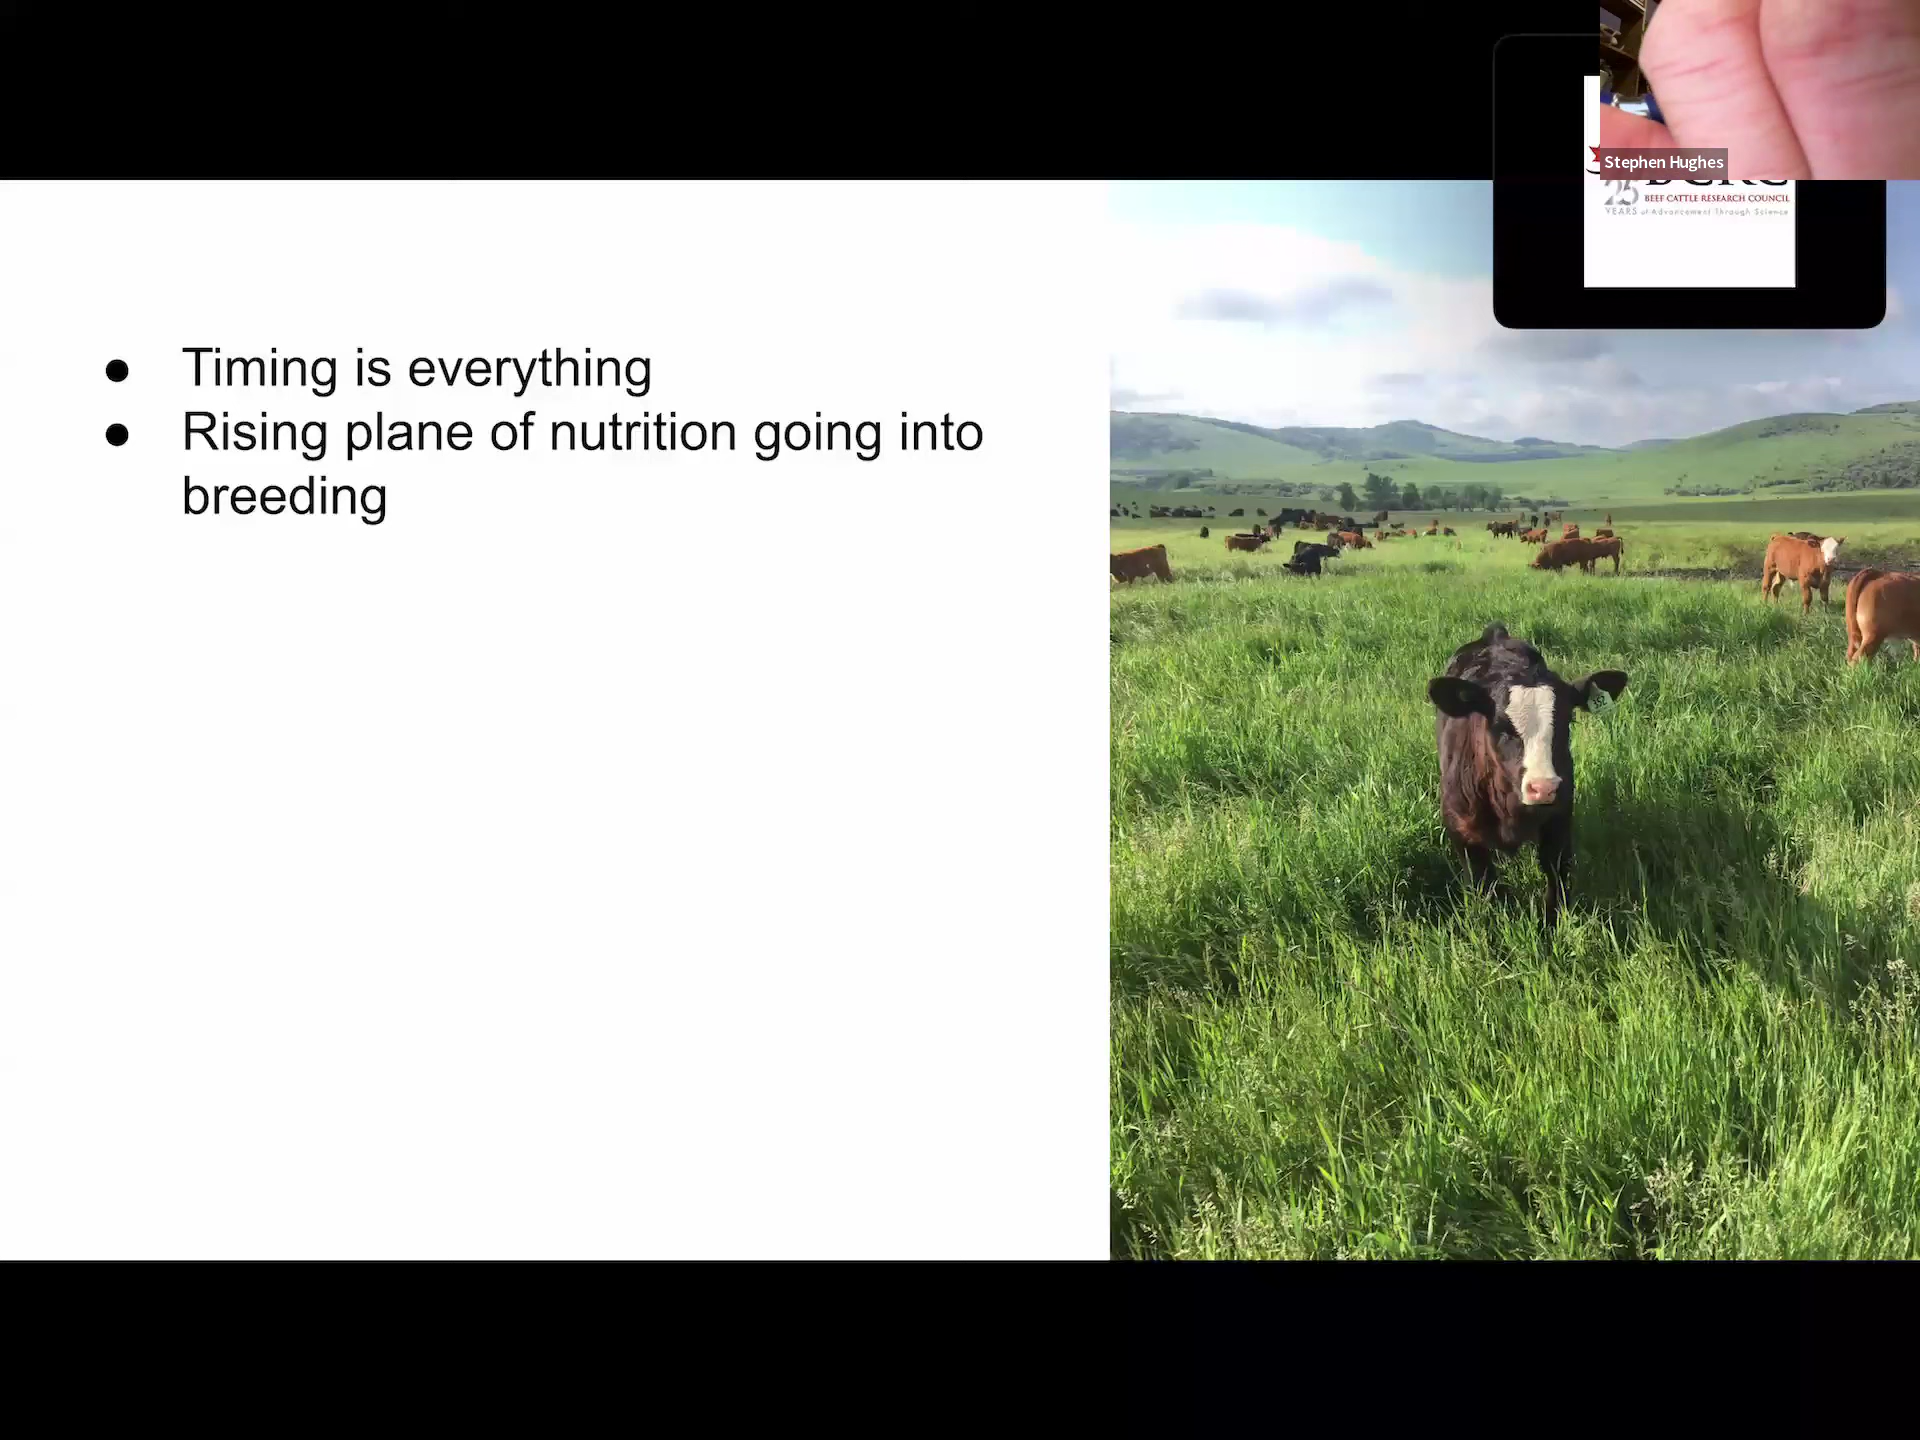 Stephen Hughes
25 BEEF CATTLE RESEARCH COUNCIL
YEARS of Advancement Through Science
● Timing is everything
● Rising plane of nutrition going into
breeding